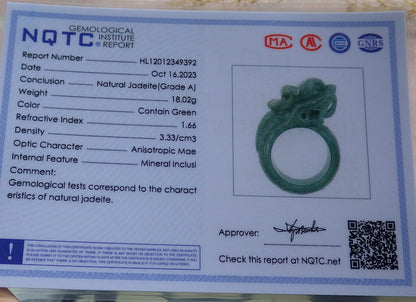 NQTC®
GEMOLOGICAL
INSTITUTE
REPORT
MA
GNRS
Report Number HL12012349392
Date Oct 16.2023
Conclusion Natural Jadeite(Grade A)
Weight 18.02g
Color Contain Green
Refractive Index 1.66
Density 3.33/cm3
Optic Character Anisotropic Mae
Internal Feature Mineral inclusi
Comment:
Gemological tests correspond to the charact
eristics of natural jadeite.
Approver:
Check this report at NQTC.net